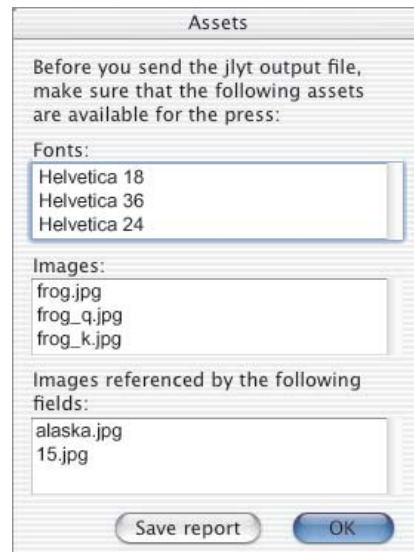 Assets
Before you send the jlyt output file,
make sure that the following assets
are available for the press:
Fonts:
Helvetica 18
Helvetica 36
Helvetica 24
Images:
frog.jpg
frog_q.jpg
frog_k.jpg
Images referenced by the following
fields:
alaska.jpg
15.jpg
Save report
OK